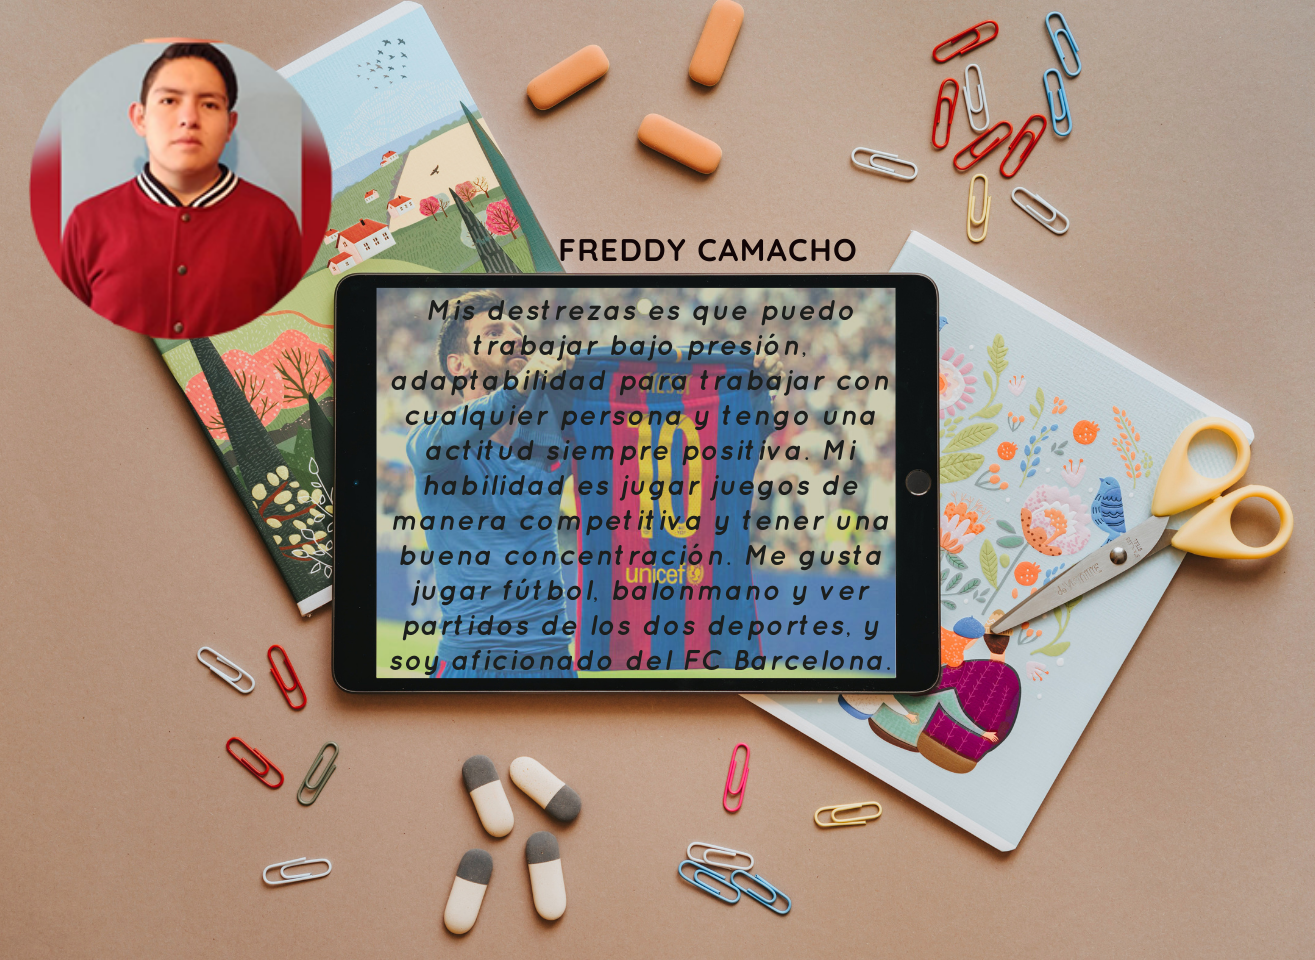 FREDDY CAMACHO
Mis destrezas es que puedo
trabajar bajo presión,
adaptabilidad para trabajar con
cualquier persona y tengo una
actitud siempre positiva. Mi
habilidad es jugar juegos de
manera competitiva y tener una
buena concentración. Me gusta
jugar fútbol, balonmano y ver
partidos de los dos deportes, y
soy aficionado del FC Barcelona.
MESSI
10
unicef